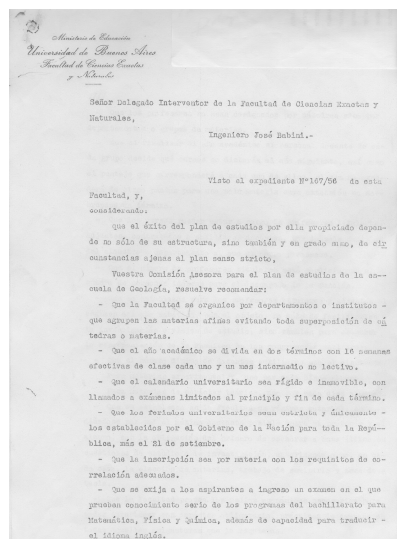 Ministerio de Educación
Universidad de Buenos Aires
Facultad de Ciencias Exactas
y Naturales
Señor Delegado Interventor de la Facultad de Ciencias Exactas y
Naturales,
Ingeniero José Babini.-
Visto el expediente Nº167/56 de esta
Facultad, y,
considerando:
que el éxito del plan de estudios por ella propiciado depen-
de no sólo de su estructura, sino también y en grado sumo, de cir
cunstancias ajenas al plan senso stricto,
Vuestra Comisión Asesora para el plan de estudios de la es-
cuela de Geología, resuelve recomendar:
- Que la Facultad se organice por departamentos o institutos -
que agrupen las materias afines evitando toda superposición de cá
tedras o materias.
- Que el año académico se divida en dos términos con 16 semanas
efectivas de clase cada uno y un mes intermedio no lectivo.
- Que el calendario universitario sea rígido e inamovible, con
llamados a exámenes limitados al principio y fin de cada término.
- Que los feriados universitarios sean estricta y únicamente -
los establecidos por el Gobierno de la Nación para toda la Repú-
blica, más el 21 de setiembre.
- Que la inscripción sea por materia con los requisitos de co-
rrelación adecuados.
- Que se exija a los aspirantes a ingreso un examen en el que
prueben conocimiento serio de los programas del bachillerato para
Matemática, Física y Química, además de capacidad para traducir -
el idioma inglés.